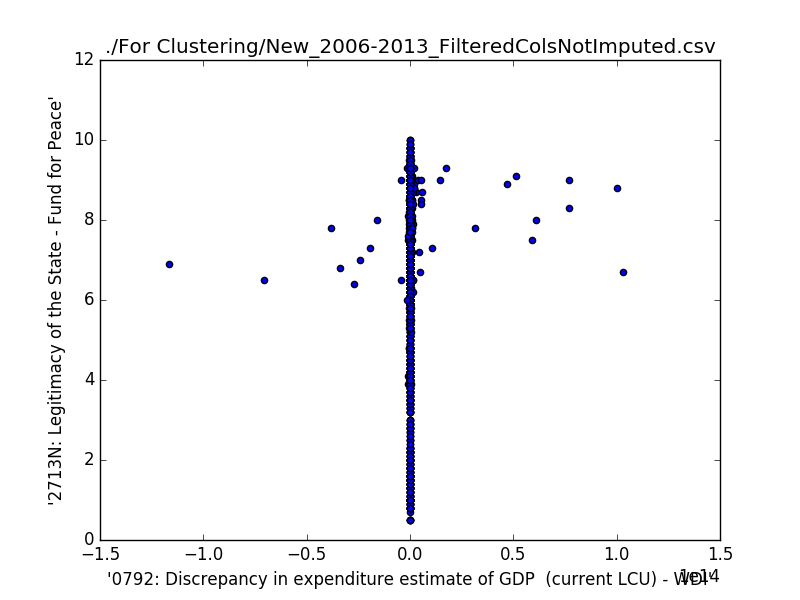 ./For Clustering/New_2006-2013_FilteredColsNotImputed.csv
12
10
8
6
4
2
0
'2713N: Legitimacy of the State - Fund for Peace'
−1.5 −1.0 −0.5 0.0 0.5 1.0 1.5
1e14
'0792: Discrepancy in expenditure estimate of GDP  (current LCU) - WDI'